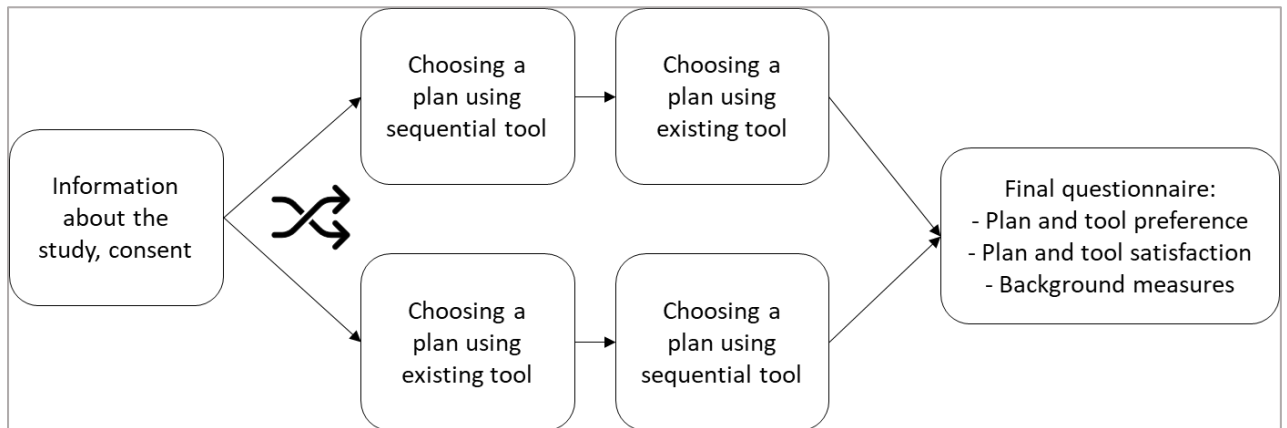 Information
about the
study, consent
Choosing a
plan using
sequential tool
Choosing a
plan using
existing tool
Choosing a
plan using
existing tool
Choosing a
plan using
sequential tool
Final questionnaire:
- Plan and tool preference
- Plan and tool satisfaction
- Background measures